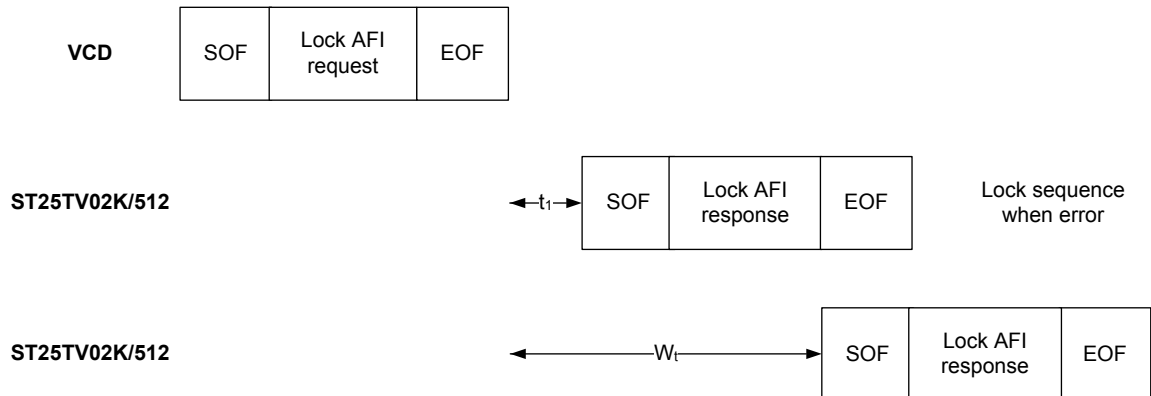 VCD
SOF
Lock AFI
request
EOF
ST25TV02K/512
t1
SOF
Lock AFI
response
EOF
Lock sequence
when error
ST25TV02K/512
Wt
SOF
Lock AFI
response
EOF